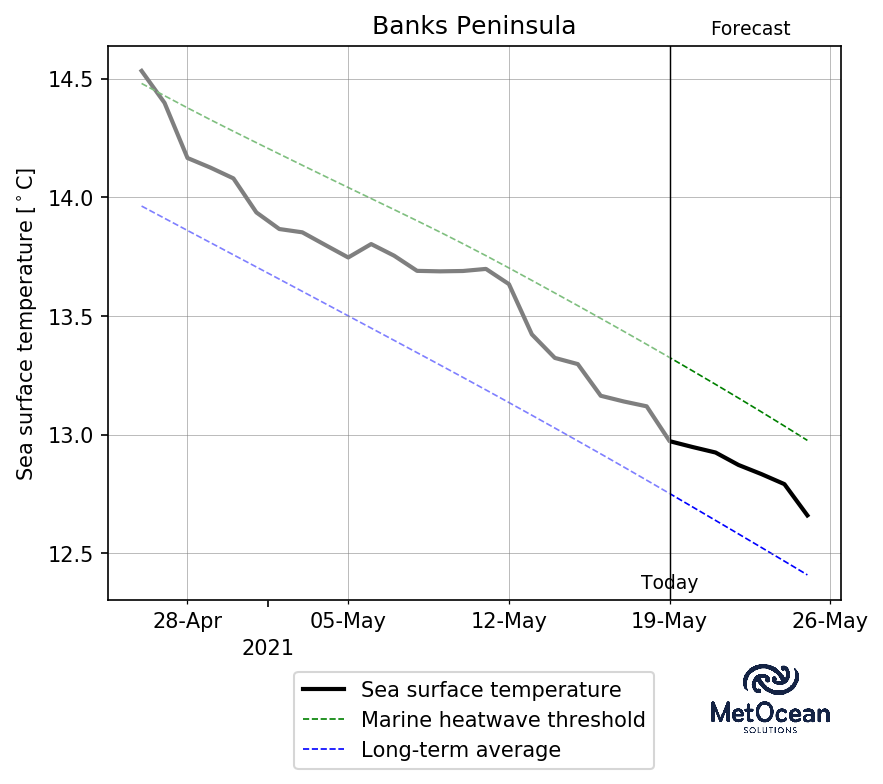 Banks Peninsula
Forecast
Sea surface temperature [°C]
14.5
14.0
13.5
13.0
12.5
Today
28-Apr 05-May 12-May 19-May 26-May
2021
Sea surface temperature
Marine heatwave threshold
Long-term average
MetOcean
SOLUTIONS